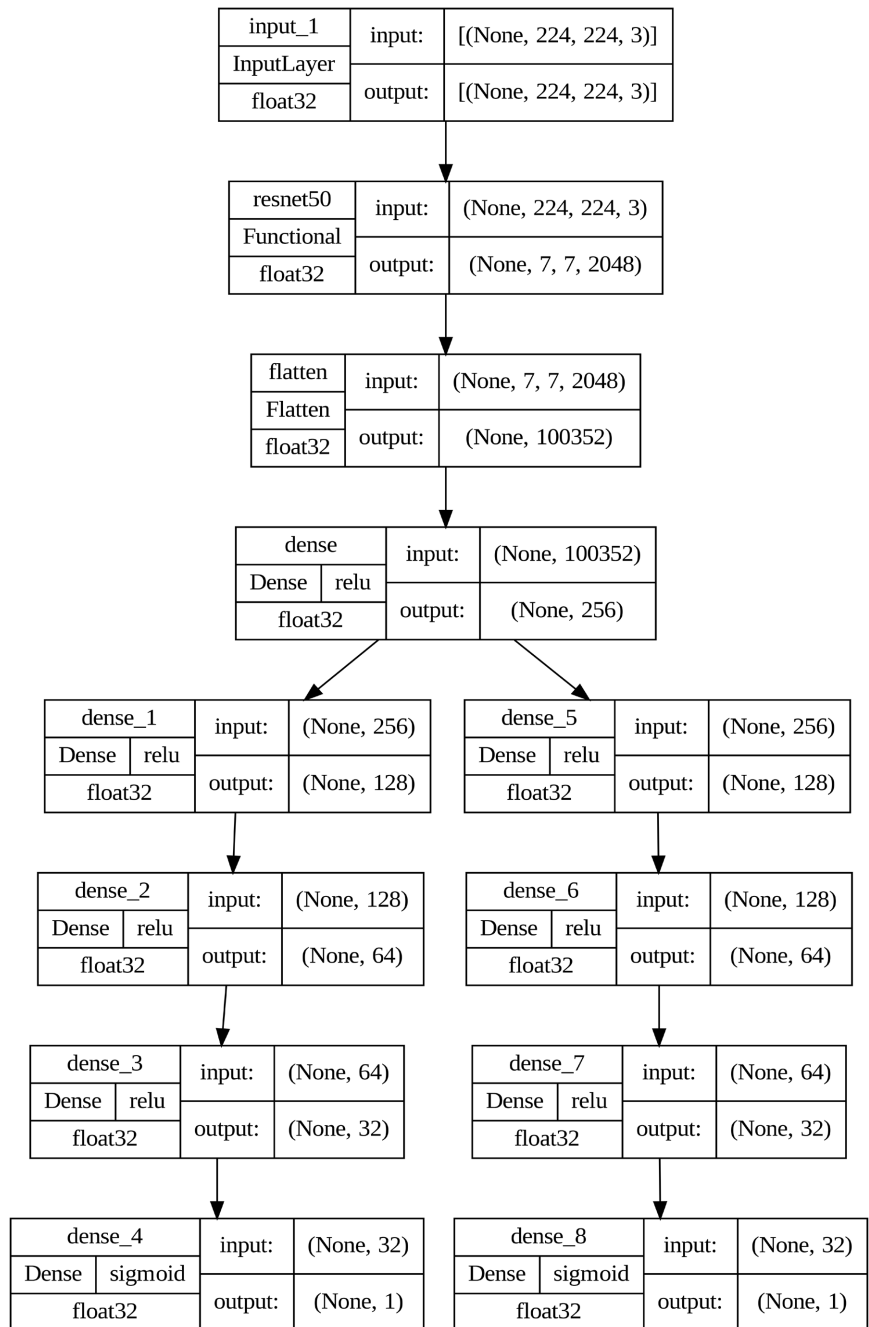 input_1
InputLayer
float32
input:
[(None, 224, 224, 3)]
output:
[(None, 224, 224, 3)]
resnet50
Functional
float32
input:
(None, 224, 224, 3)
output:
(None, 7, 7, 2048)
flatten
Flatten
float32
input:
(None, 7, 7, 2048)
output:
(None, 100352)
dense
Dense relu
float32
input:
(None, 100352)
output:
(None, 256)
dense_1
Dense relu
float32
input:
(None, 256)
output:
(None, 128)
dense_5
Dense relu
float32
input:
(None, 256)
output:
(None, 128)
dense_2
Dense relu
float32
input:
(None, 128)
output:
(None, 64)
dense_6
Dense relu
float32
input:
(None, 128)
output:
(None, 64)
dense_3
Dense relu
float32
input:
(None, 64)
output:
(None, 32)
dense_7
Dense relu
float32
input:
(None, 64)
output:
(None, 32)
dense_4
Dense sigmoid
float32
input:
(None, 32)
output:
(None, 1)
dense_8
Dense sigmoid
float32
input:
(None, 32)
output:
(None, 1)